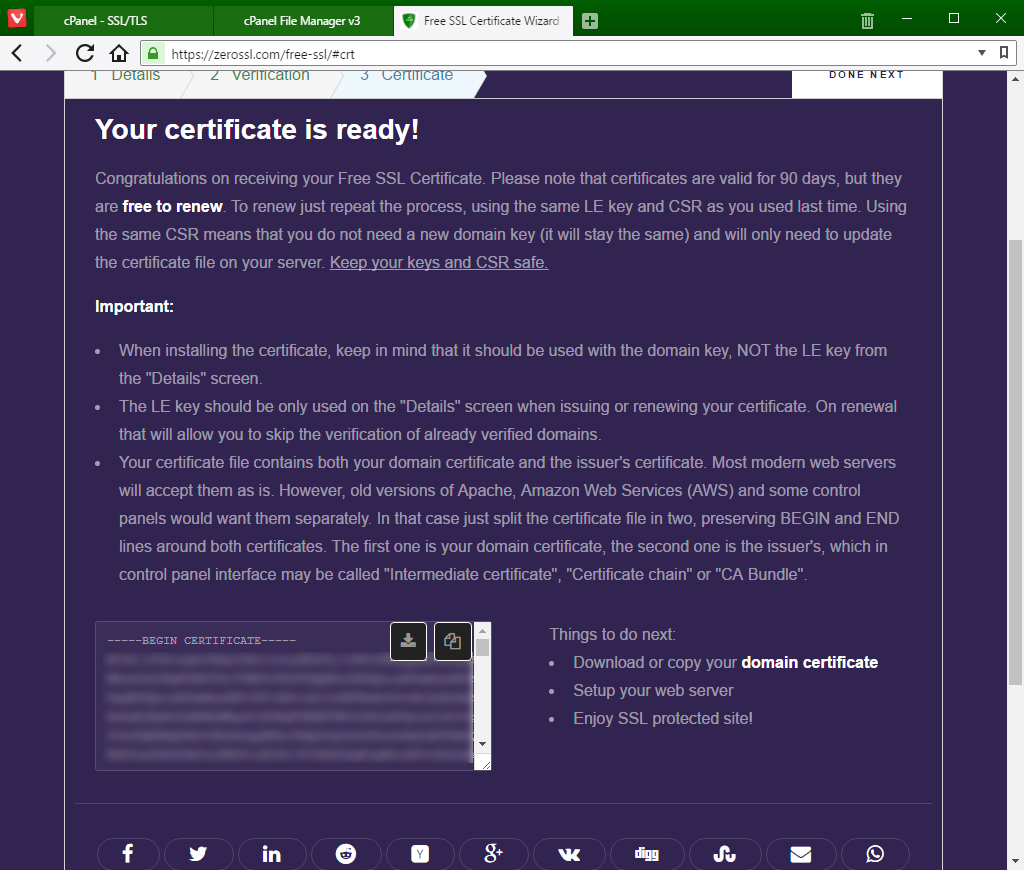 cPanel - SSL/TLS
cPanel File Manager v3
Free SSL Certificate Wizard
https://zerossl.com/free-ssl/#crt
1 Details
2 Verification
3 Certificate
DONE NEXT
Your certificate is ready!
Congratulations on receiving your Free SSL Certificate. Please note that certificates are valid for 90 days, but they
are free to renew. To renew just repeat the process, using the same LE key and CSR as you used last time. Using
the same CSR means that you do not need a new domain key (it will stay the same) and will only need to update
the certificate file on your server. Keep your keys and CSR safe.
Important:
When installing the certificate, keep in mind that it should be used with the domain key, NOT the LE key from
the "Details" screen.
The LE key should be only used on the "Details" screen when issuing or renewing your certificate. On renewal
that will allow you to skip the verification of already verified domains.
Your certificate file contains both your domain certificate and the issuer's certificate. Most modern web servers
will accept them as is. However, old versions of Apache, Amazon Web Services (AWS) and some control
panels would want them separately. In that case just split the certificate file in two, preserving BEGIN and END
lines around both certificates. The first one is your domain certificate, the second one is the issuer's, which in
control panel interface may be called "Intermediate certificate", "Certificate chain" or "CA Bundle".
-----BEGIN CERTIFICATE-----
Things to do next:
Download or copy your domain certificate
Setup your web server
Enjoy SSL protected site!
digg